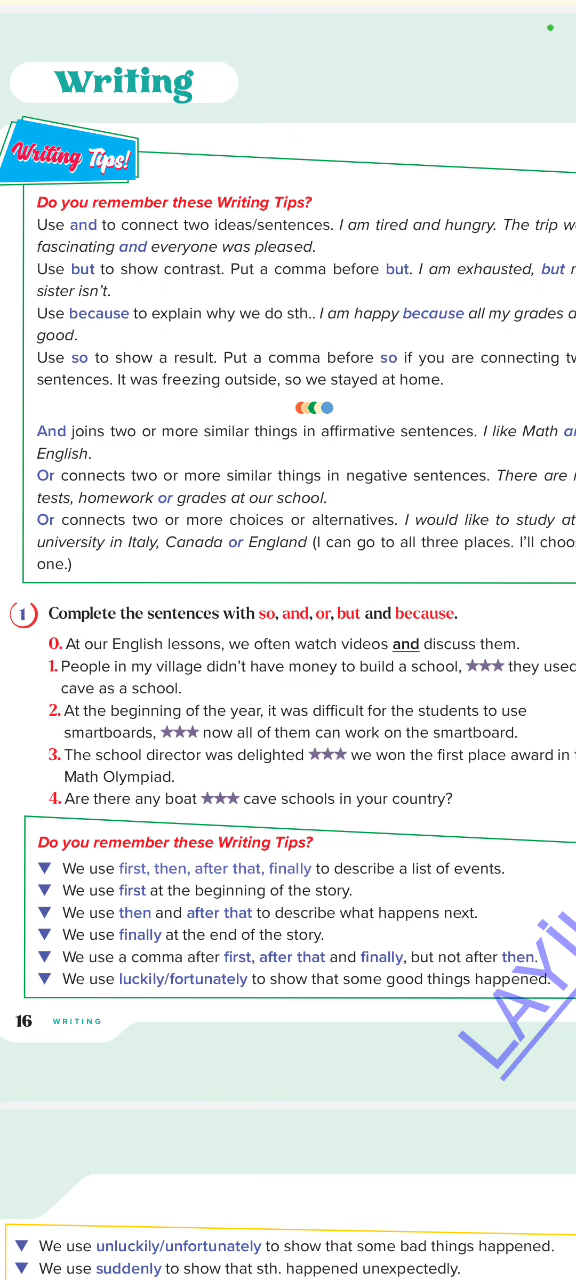 Writing
Writing Tips!
Do you remember these Writing Tips?
Use and to connect two ideas/sentences. I am tired and hungry. The trip
fascinating and everyone was pleased.
Use but to show contrast. Put a comma before but. I am exhausted, but
sister isn't.
Use because to explain why we do sth.. I am happy because all my grades
good.
Use so to show a result. Put a comma before so if you are connecting
sentences. It was freezing outside, so we stayed at home.
And joins two or more similar things in affirmative sentences. I like Math
English.
Or connects two or more similar things in negative sentences. There are
tests, homework or grades at our school.
Or connects two or more choices or alternatives. I would like to study at
university in Italy, Canada or England (I can go to all three places. I'll
one.)
1 Complete the sentences with so, and, or, but and because.
0. At our English lessons, we often watch videos and discuss them.
1. People in my village didn't have money to build a school, ★★★ they used
cave as a school.
2. At the beginning of the year, it was difficult for the students to use
smartboards, ★★★ now all of them can work on the smartboard.
3. The school director was delighted ★★★ we won the first place award in
Math Olympiad.
4. Are there any boat ★★★ cave schools in your country?
Do you remember these Writing Tips?
▼ We use first, then, after that, finally to describe a list of events.
▼ We use first at the beginning of the story.
▼ We use then and after that to describe what happens next.
▼ We use finally at the end of the story.
▼ We use a comma after first, after that and finally, but not after then.
▼ We use luckily/fortunately to show that some good things happened.
16 WRITING
▼ We use unluckily/unfortunately to show that some bad things happened.
▼ We use suddenly to show that sth. happened unexpectedly.